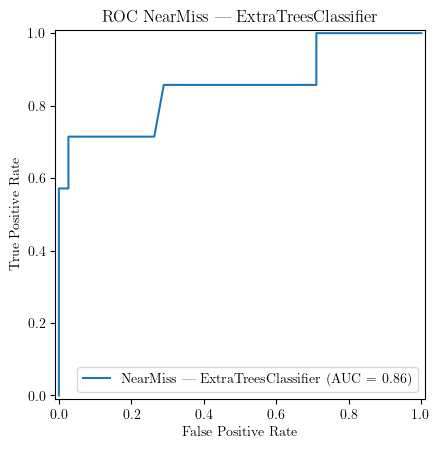 ROC NearMiss — ExtraTreesClassifier
1.0
0.8
0.6
0.4
0.2
0.0
True Positive Rate
NearMiss — ExtraTreesClassifier (AUC = 0.86)
0.0 0.2 0.4 0.6 0.8 1.0
False Positive Rate